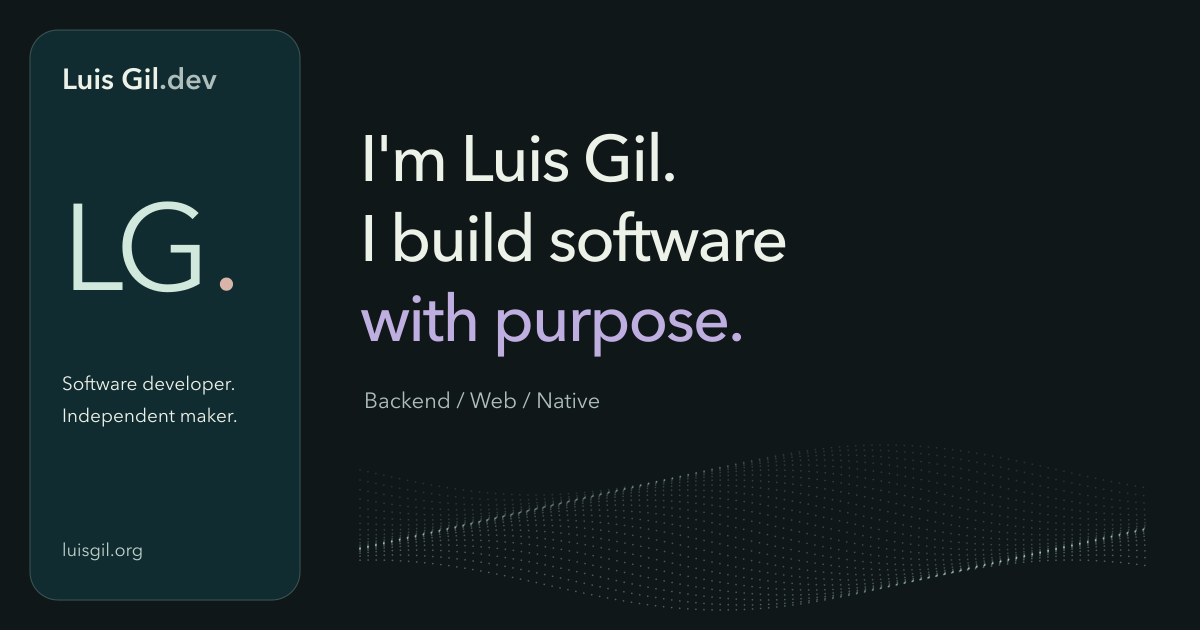 Luis Gil.dev
LG.
Software developer.
Independent maker.
luisgil.org
I'm Luis Gil.
I build software
with purpose.
Backend / Web / Native